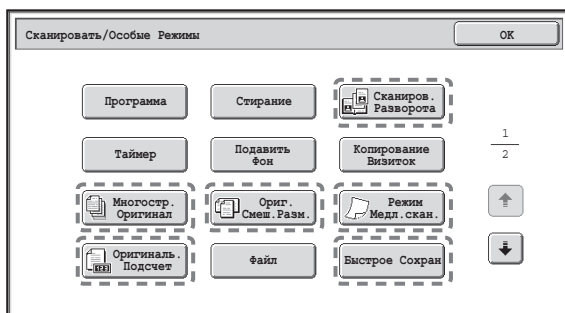 Сканировать/Особые Режимы
OK
Программа
Стирание
Сканиров.
Разворота
Таймер
Подавить
Фон
Копирование
Визиток
1
2
Многостр.
Оригинал
Ориг.
Смеш.Разм.
Режим
Медл.скан.
Оригиналь.
Подсчет
Файл
Быстрое Сохран